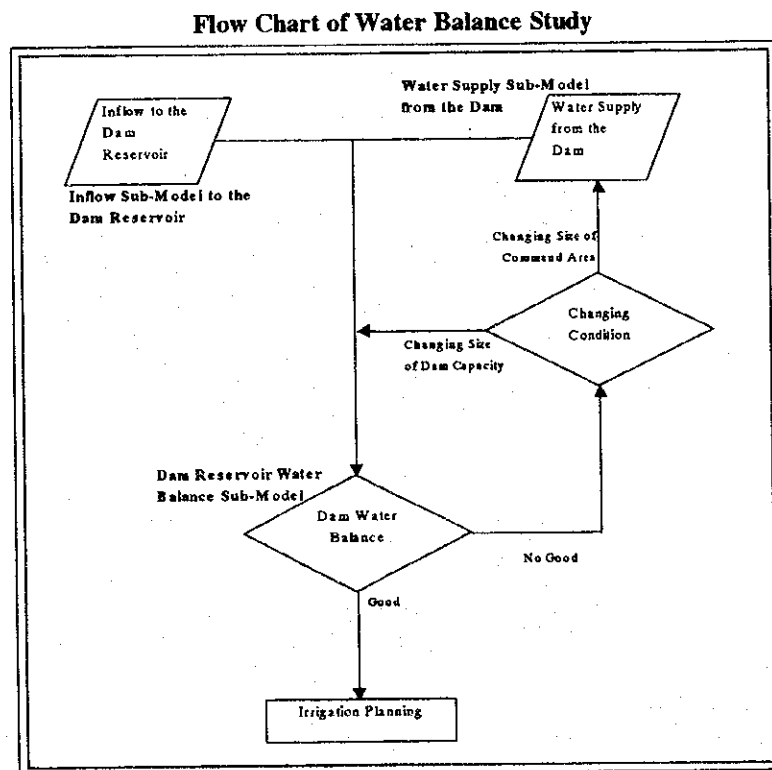 Flow Chart of Water Balance Study
Inflow to the
Dam
Reservoir
Inflow Sub-Model to the
Dam Reservoir
Water Supply Sub-Model
from the Dam
Water Supply
from the
Dam
Changing Size of
Command Area
Changing
Condition
Changing Size
of Dam Capacity
Dam Reservoir Water
Balance Sub-Model
Dam Water
Balance
No Good
Good
Irrigation Planning